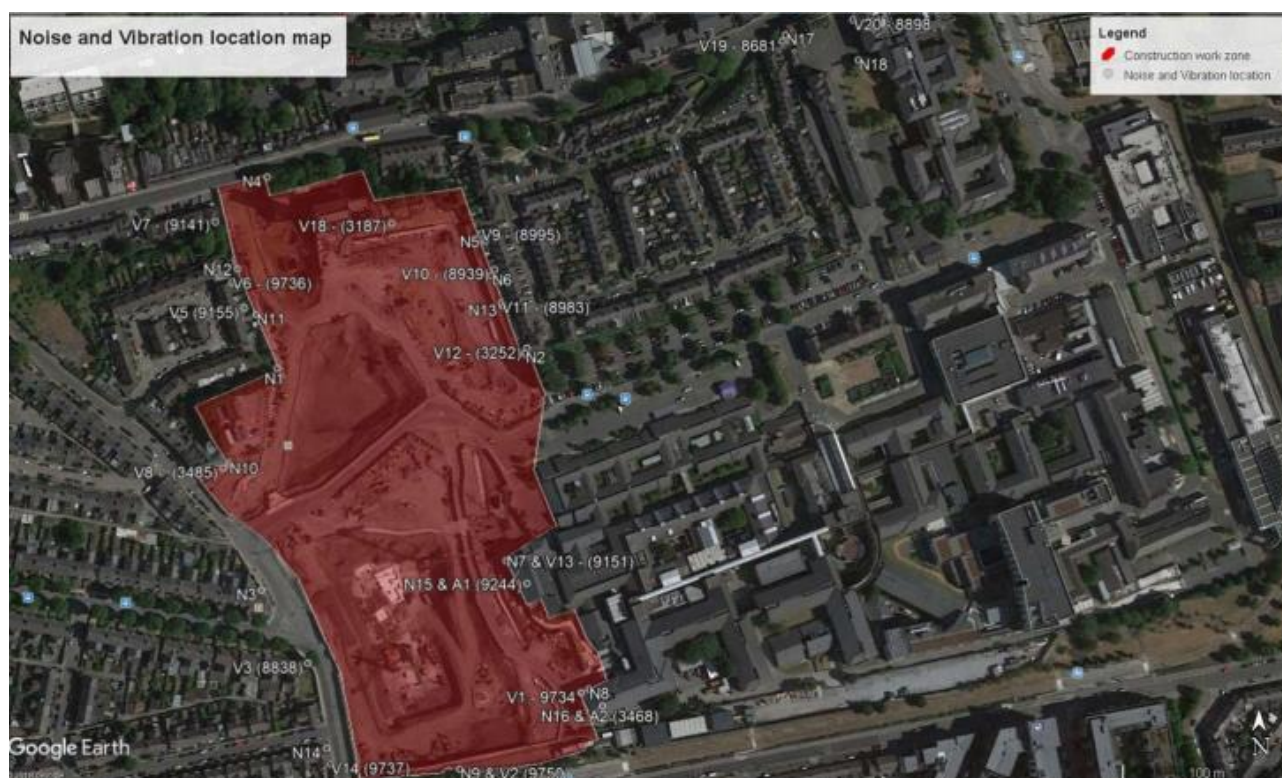 Noise and Vibration location map
Legend
Construction work zone
Noise and Vibration location
V20 - 8898
V19 - 8681
N17
N18
N4
V7 - (9141)
V18 - (3187)
V9 - (8995)
N5
N12
V6 - (9736)
V10 - (8939)
N6
V5 (9155)
N11
N13
V11 - (8983)
V12 - (3252)
N2
N1
V8 - (3485)
N10
N7 & V13 - (9151)
N15 & A1 (9244)
N3
V3 (8838)
V1 - 9734
N8
N16 & A2 (3468)
N14
V14 (9737)
N9 & V2 (9750)
Google Earth
N
100 m